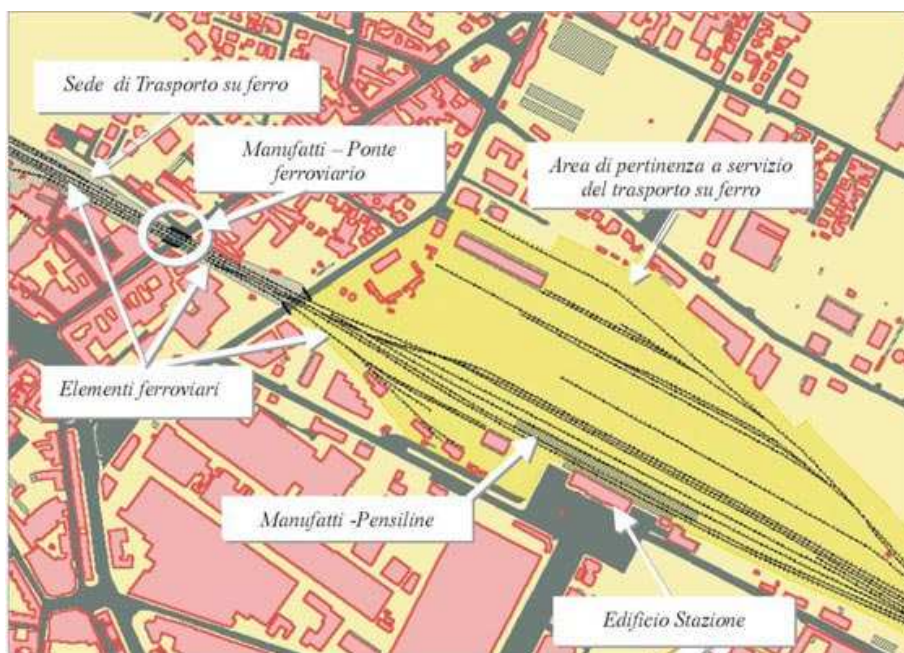 Sede di Trasporto su ferro
Manufatti – Ponte
ferroviario
Area di pertinenza a servizio
del trasporto su ferro
Elementi ferroviari
Manufatti -Pensiline
Edificio Stazione